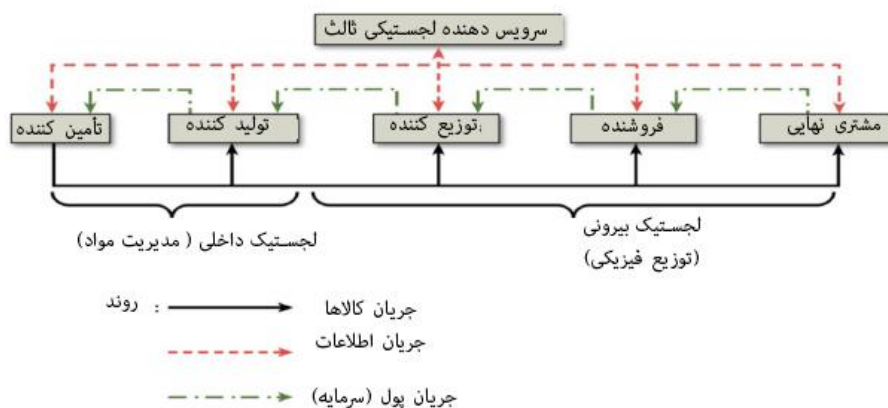 سرویس دهنده لجستیکی ثالث
مشتری نهایی
فروشنده
توزیع کننده:
تولید کننده
تأمین کننده
لجستیک بیرونی
(توزیع فیزیکی)
لجستیک داخلی ( مدیریت مواد)
روند :
جریان کالاها
جریان اطلاعات
جریان پول (سرمایه)